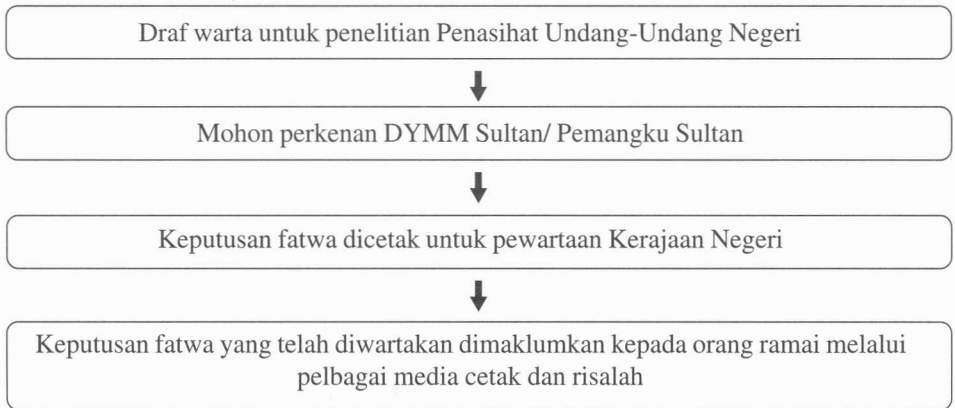 Draf warta untuk penelitian Penasihat Undang-Undang Negeri
Mohon perkenan DYMM Sultan/ Pemangku Sultan
Keputusan fatwa dicetak untuk pewartaan Kerajaan Negeri
Keputusan fatwa yang telah diwartakan dimaklumkan kepada orang ramai melalui
pelbagai media cetak dan risalah